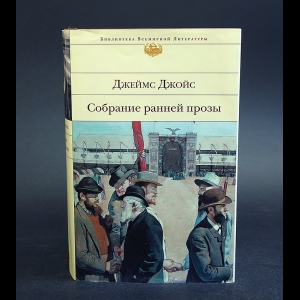 Библиотека Всемирной Литературы
Джеймс Джойс
Собрание ранней прозы